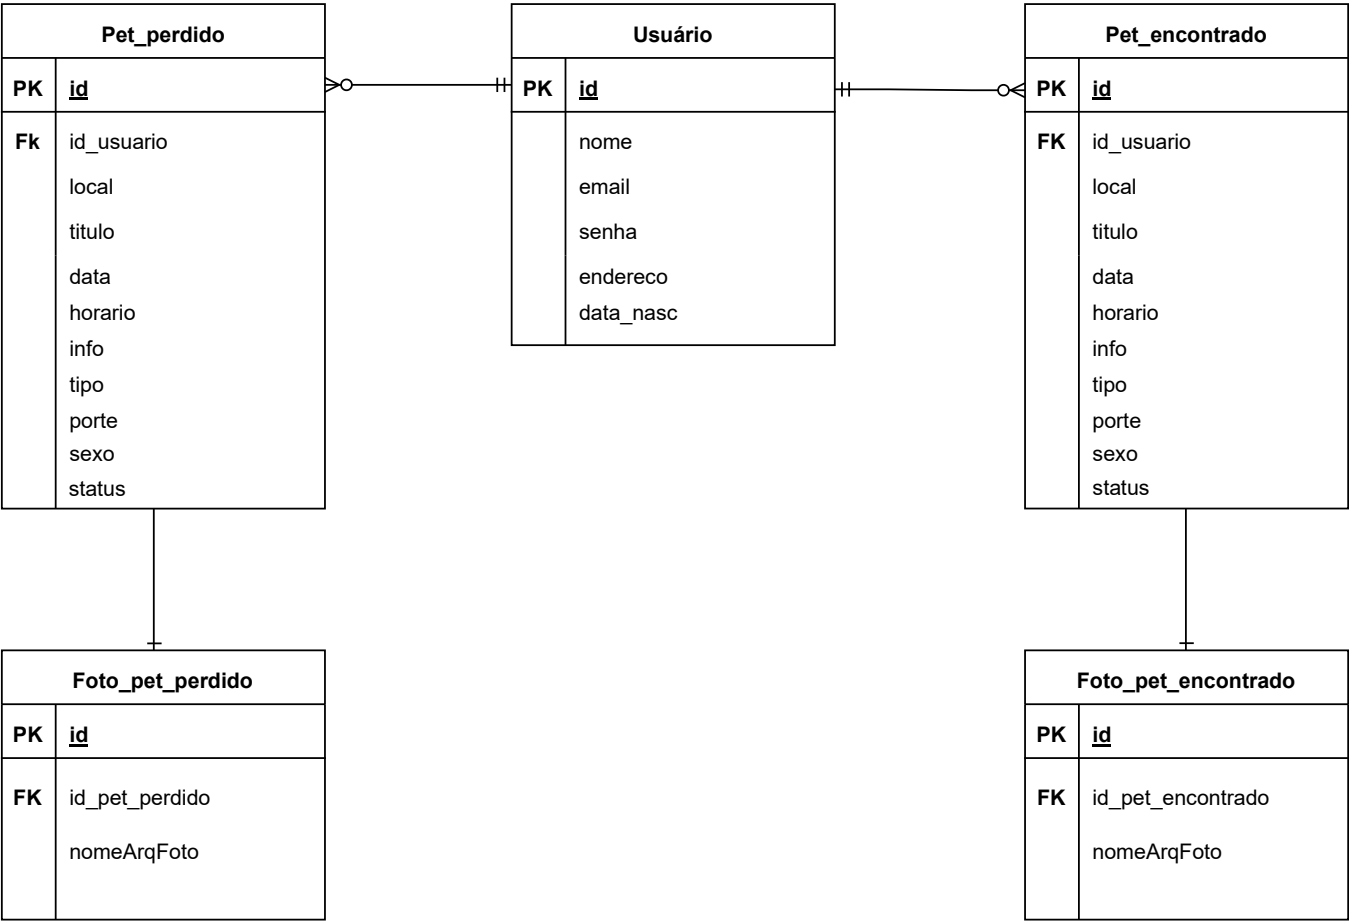 Pet_perdido
PK id
Fk id_usuario
local
titulo
data
horario
info
tipo
porte
sexo
status
Usuário
PK id
nome
email
senha
endereco
data_nasc
Pet_encontrado
PK id
FK id_usuario
local
titulo
data
horario
info
tipo
porte
sexo
status
Foto_pet_perdido
PK id
FK id_pet_perdido
nomeArqFoto
Foto_pet_encontrado
PK id
FK id_pet_encontrado
nomeArqFoto